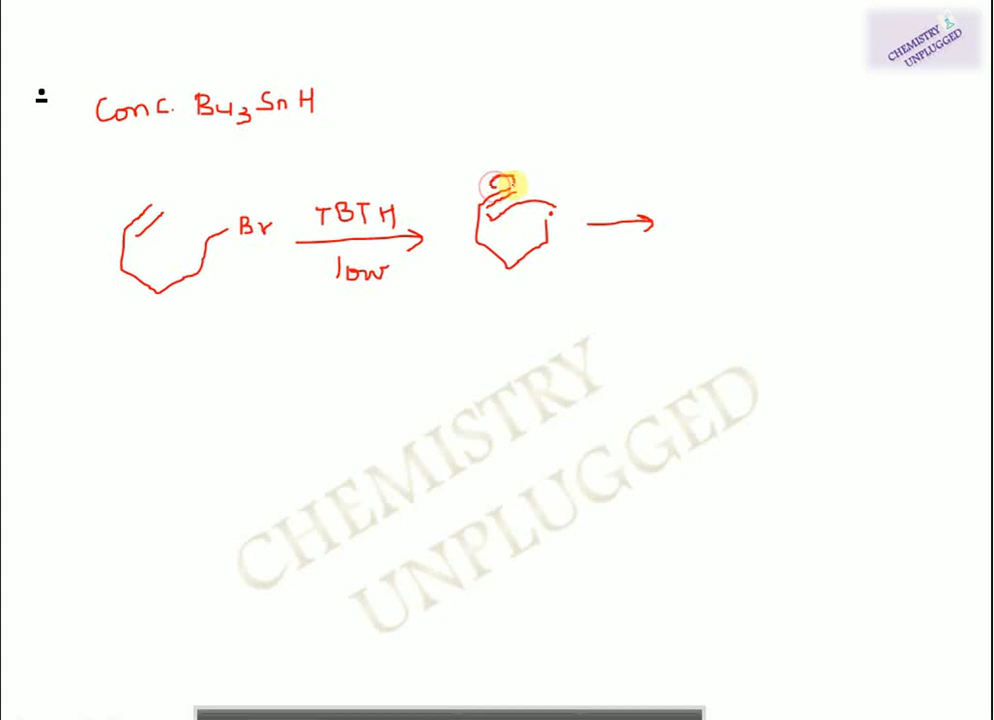 CHEMISTRY
UNPLUGGED
Conc. Bu3SnH
Br
TBTH
low
CHEMISTRY
UNPLUGGED